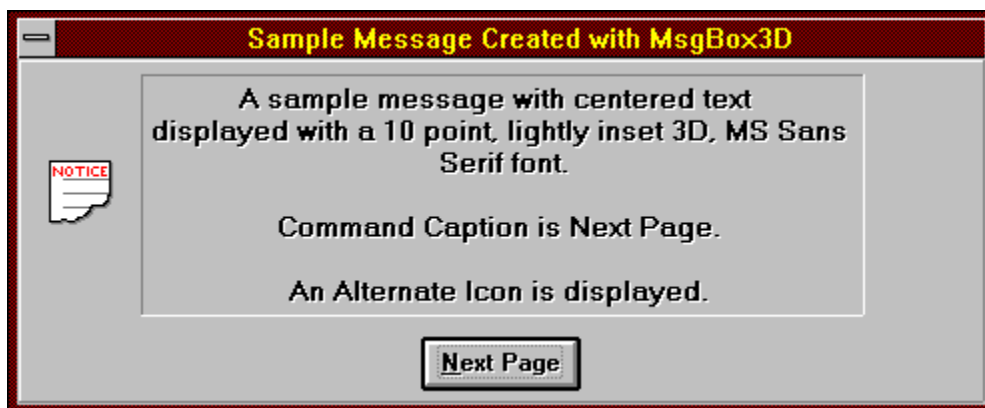 Sample Message Created with MsgBox3D
A sample message with centered text
displayed with a 10 point, lightly inset 3D, MS Sans
Serif font.
NOTICE
Command Caption is Next Page.
An Alternate Icon is displayed.
Next Page